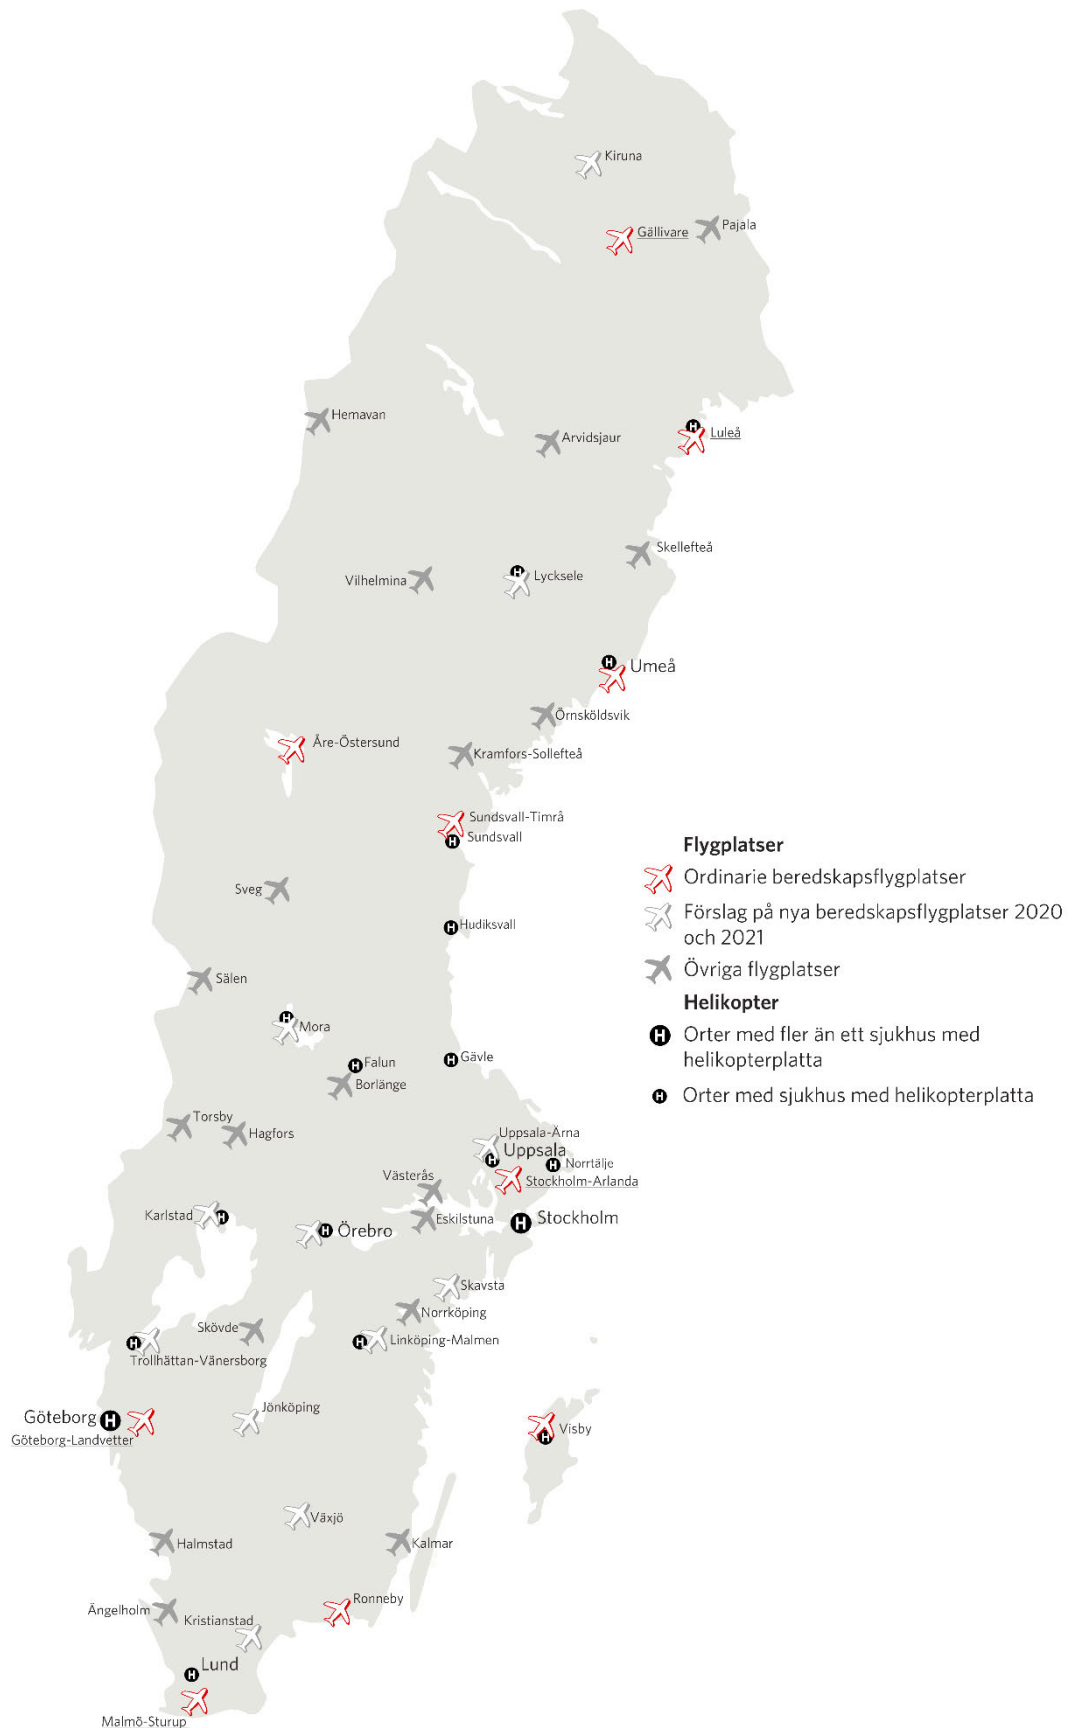 Kiruna
Pajala
Gällivare
Hemavan
Arvidsjaur
Luleå
Skellefteå
Vilhelmina
Lycksele
Umeå
Örnsköldsvik
Åre-Östersund
Kramfors-Sollefteå
Sundsvall-Timrå
Sundsvall
Flygplatser
Ordinarie beredskapsflygplatser
Förslag på nya beredskapsflygplatser 2020
och 2021
Övriga flygplatser
Helikopter
Orter med fler än ett sjukhus med
helikopterplatta
Orter med sjukhus med helikopterplatta
Sveg
Hudiksvall
Sälen
Mora
Gävle
Falun
Borlänge
Torsby
Hagfors
Uppsala-Ärna
Uppsala
Norrtälje
Västerås
Stockholm-Arlanda
Karlstad
Eskilstuna
Stockholm
Örebro
Skavsta
Norrköping
Skövde
Linköping-Malmen
Trollhättan-Vänersborg
Jönköping
Göteborg
Göteborg-Landvetter
Visby
Växjö
Halmstad
Kalmar
Ronneby
Ängelholm
Kristianstad
Lund
Malmö-Sturup